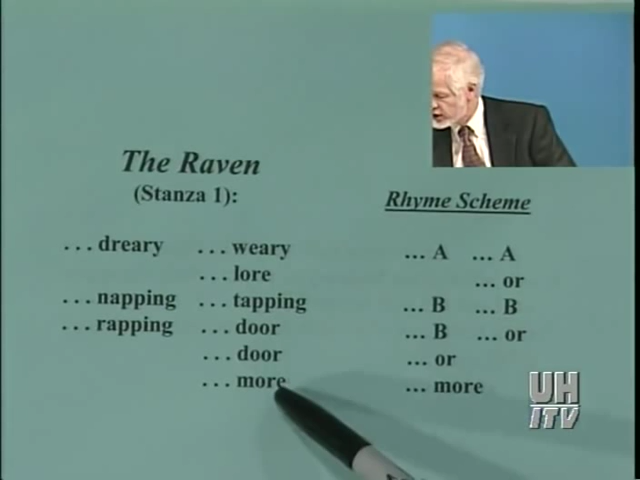 The Raven
(Stanza 1):
Rhyme Scheme
...dreary ...weary
...lore
...napping ...tapping
...rapping ...door
...door
...more
... A ... A
... or
... B ... B
... B ... or
... or
... more
UH
ITV